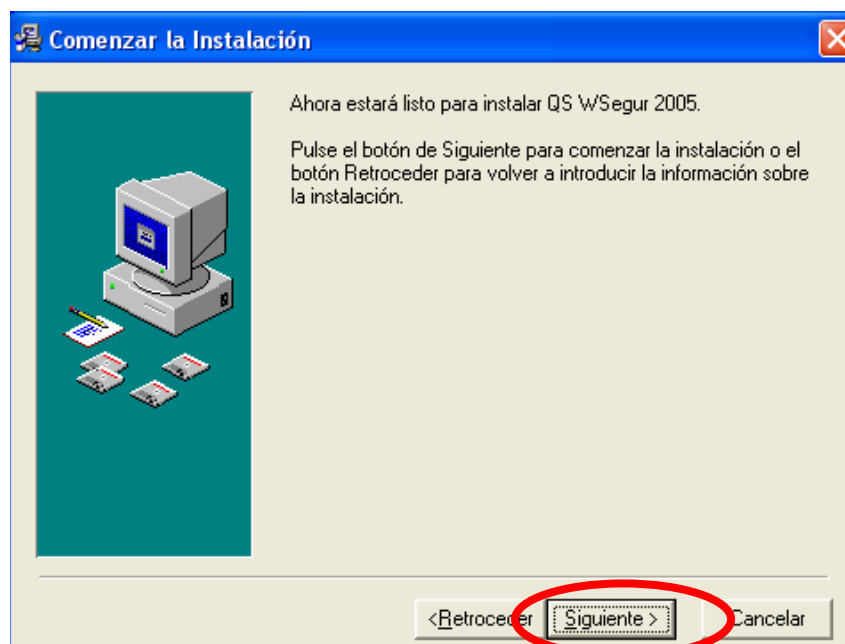 Comenzar la Instalación
Ahora estará listo para instalar QS WSegur 2005.
Pulse el botón de Siguiente para comenzar la instalación o el
botón Retroceder para volver a introducir la información sobre
la instalación.
<Retroceder Siguiente > Cancelar